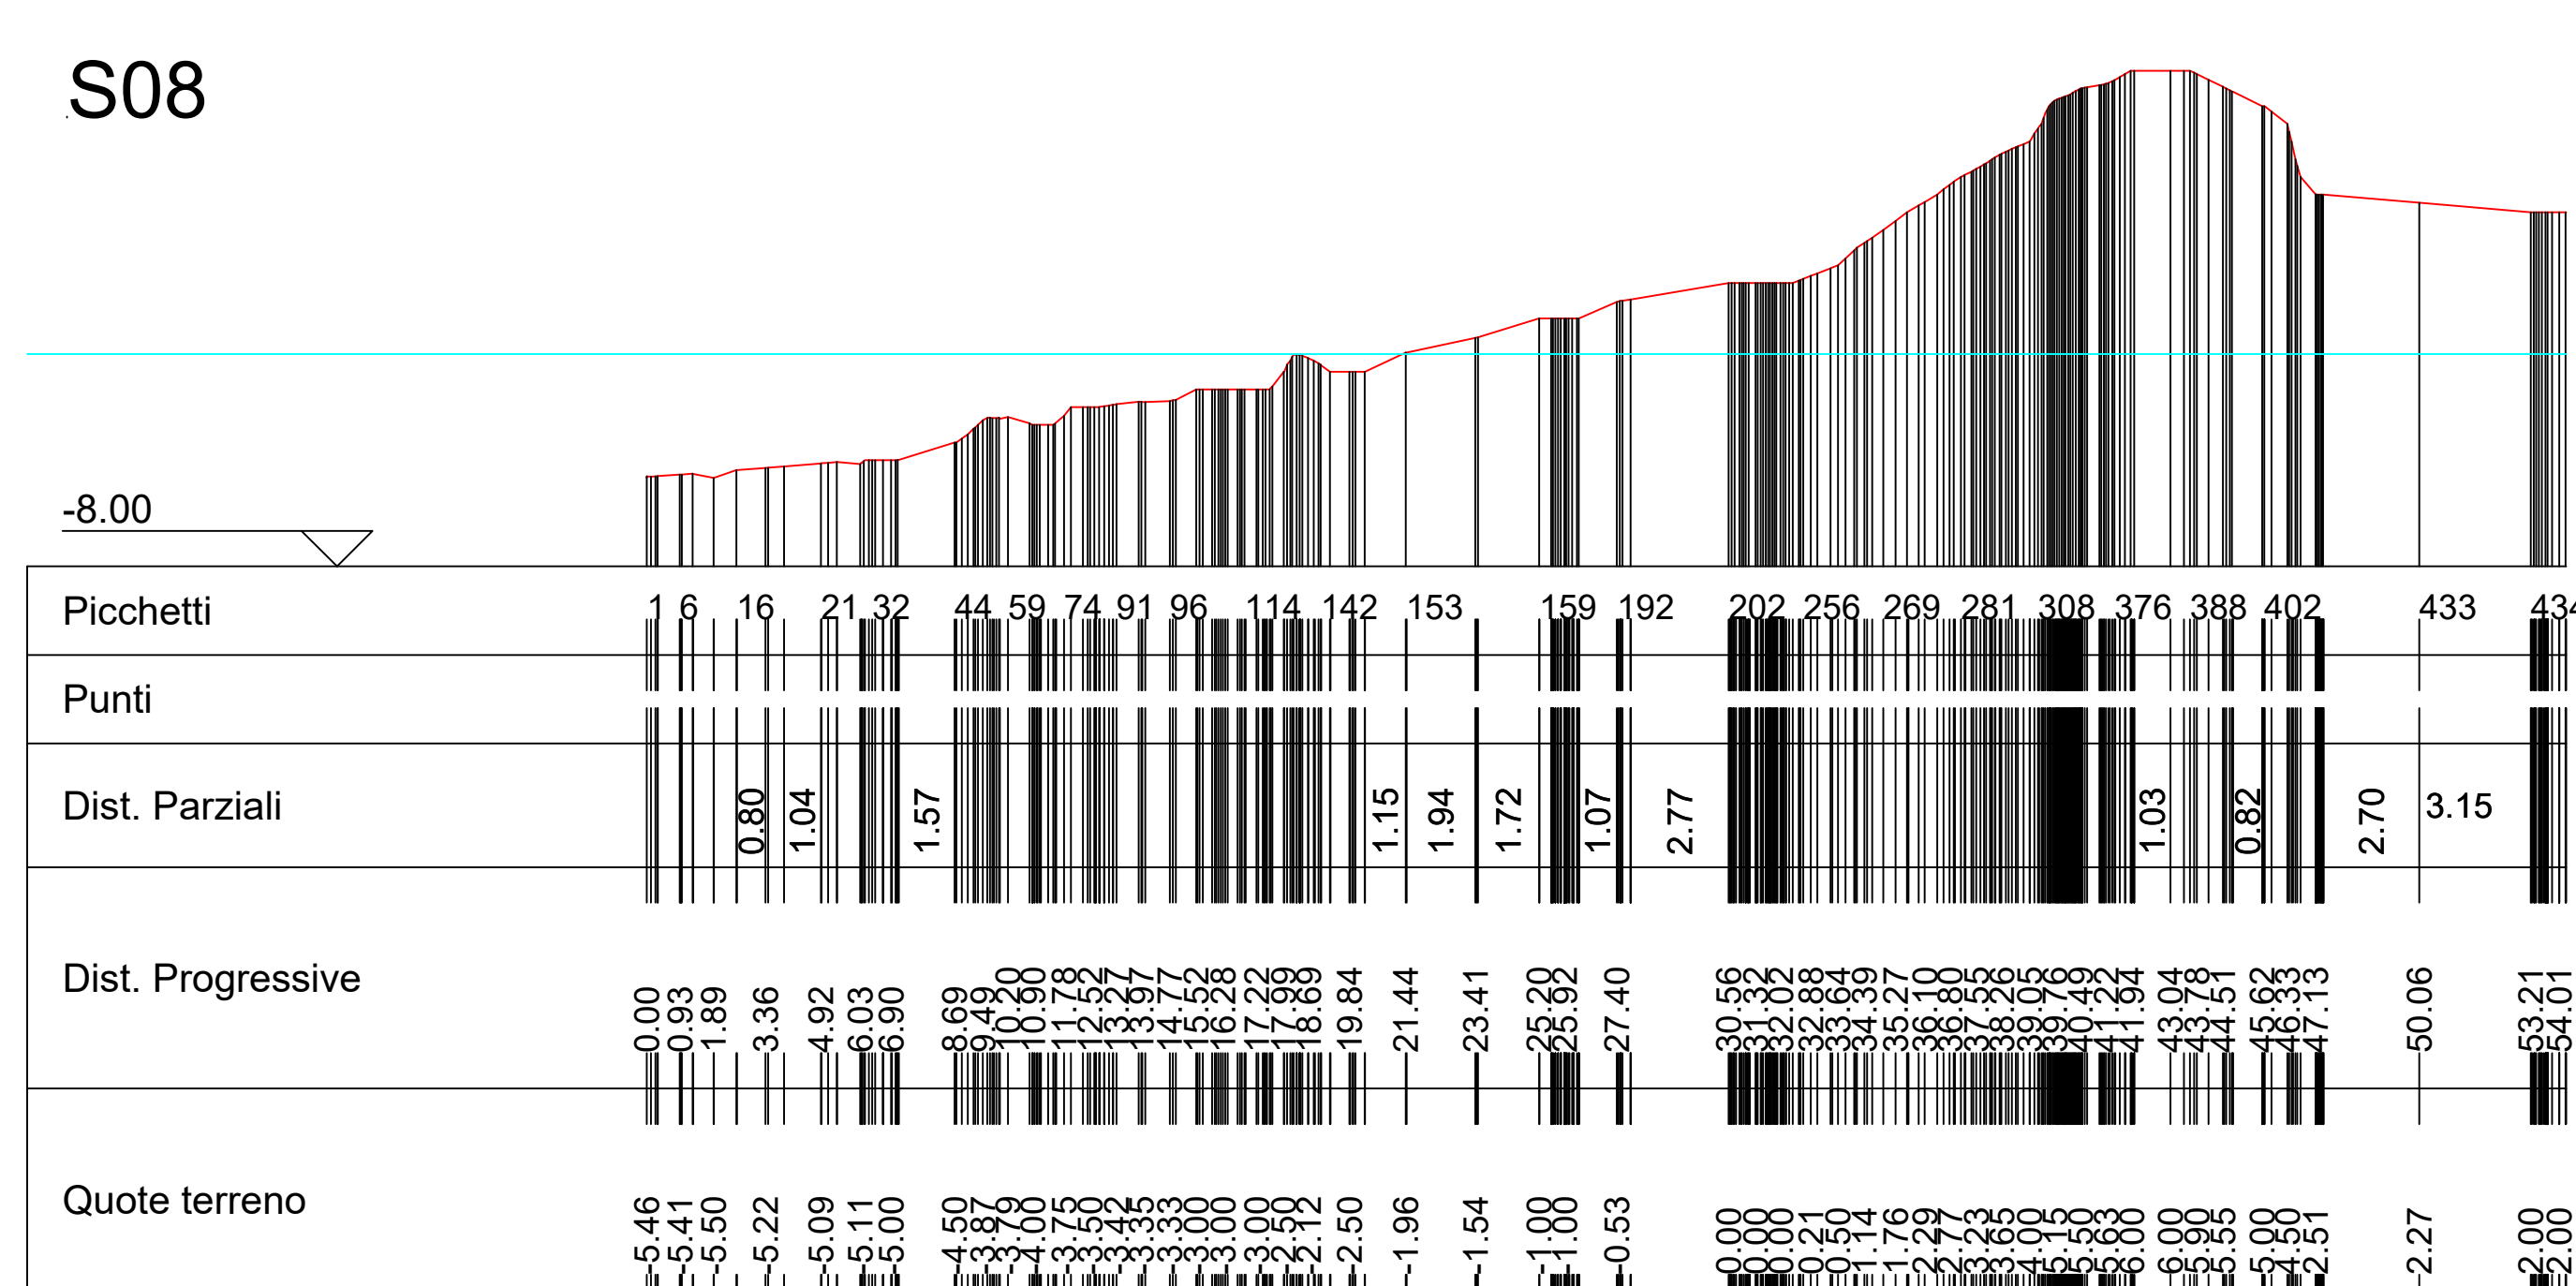 S08
-8.00
Picchetti 1 6 16 21 32 44 59 74 91 96 114 142 153 159 192 202 256 269 281 308 376 388 402 433 434
Punti
Dist. Parziali 0.80 1.04 1.57 1.15 1.94 1.72 1.07 2.77 1.03 0.82 2.70 3.15
Dist. Progressive 0.00 0.93 1.89 3.36 4.92 6.03 6.90 8.69 9.49 10.20 10.90 11.78 12.52 13.27 13.97 14.77 15.52 16.28 17.22 17.99 18.69 19.84 21.44 23.41 25.20 25.92 27.40 30.56 31.32 32.02 32.88 33.64 34.39 35.27 36.10 36.80 37.55 38.26 39.05 39.76 40.49 41.22 41.94 43.04 43.78 44.51 45.62 46.33 47.13 50.06 53.21 54.01
Quote terreno -5.46 -5.41 -5.50 -5.22 -5.09 -5.11 -5.00 -4.50 -3.87 -3.79 -4.00 -3.75 -3.50 -3.42 -3.35 -3.33 -3.00 -3.00 -3.00 -2.50 -2.12 -2.50 -1.96 -1.54 -1.00 -1.00 -0.53 0.00 0.00 0.00 0.21 0.50 1.14 1.76 2.29 2.77 3.23 3.65 4.00 5.15 5.50 5.63 6.00 6.00 5.90 5.55 5.00 4.50 2.51 2.27 2.00 2.00